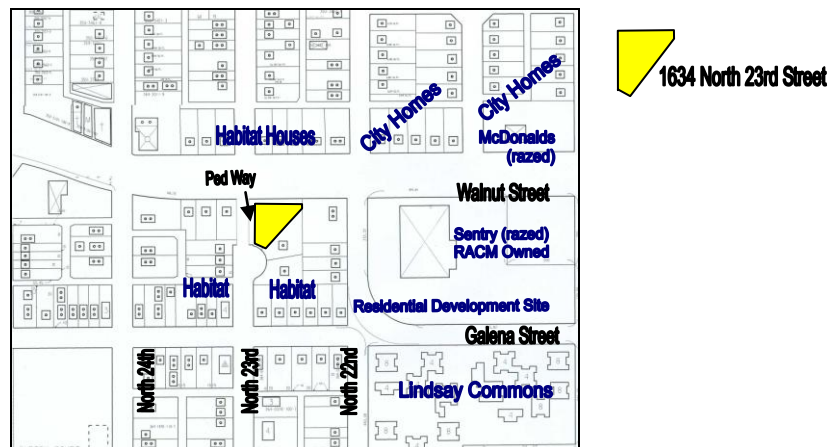 1634 North 23rd Street
City Homes
City Homes
Habitat Houses
McDonalds
(razed)
Ped Way
Walnut Street
Sentry (razed)
RACM Owned
Habitat
Habitat
Residential Development Site
Galena Street
North 24th
North 23rd
North 22nd
Lindsay Commons